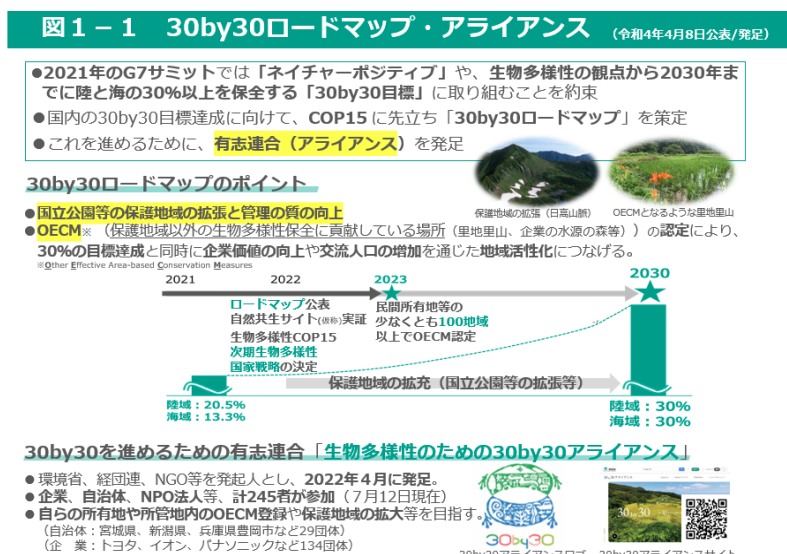 図１－１　30by30ロードマップ・アライアンス （令和4年4月8日公表/発足）
●2021年のG7サミットでは「ネイチャーポジティブ」や、生物多様性の観点から2030年ま
でに陸と海の30%以上を保全する「30by30目標」に取り組むことを約束
●国内の30by30目標達成に向けて、COP15 に先立ち「30by30ロードマップ」を策定
●これを進めるために、有志連合（アライアンス）を発足
30by30ロードマップのポイント
保護地域の拡張（日高山脈）
OECMとなるような里地里山
●国立公園等の保護地域の拡張と管理の質の向上
●OECM※（保護地域以外の生物多様性保全に貢献している場所（里地里山、企業の水源の森等））の認定により、
30%の目標達成と同時に企業価値の向上や交流人口の増加を通じた地域活性化につなげる。
※Other Effective Area-based Conservation Measures
2021 2022 2023 2030
ロードマップ公表
自然共生サイト(仮称)実証
生物多様性COP15
次期生物多様性
国家戦略の決定
民間所有地等の
少なくとも100地域
以上でOECM認定
保護地域の拡充（国立公園等の拡張等）
陸域：20.5%
海域：13.3%
陸域：30%
海域：30%
30by30を進めるための有志連合「生物多様性のための30by30アライアンス」
●環境省、経団連、NGO等を発起人とし、2022年４月に発足。
●企業、自治体、NPO法人等、計245者が参加（７月12日現在）
●自らの所有地や所管地内のOECM登録や保護地域の拡大等を目指す。
（自治体：宮城県、新潟県、兵庫県豊岡市など29団体）
（企　業：トヨタ、イオン、パナソニックなど134団体）
30by30
30by30
30by30アライアンスロゴ
30by30アライアンスサイト